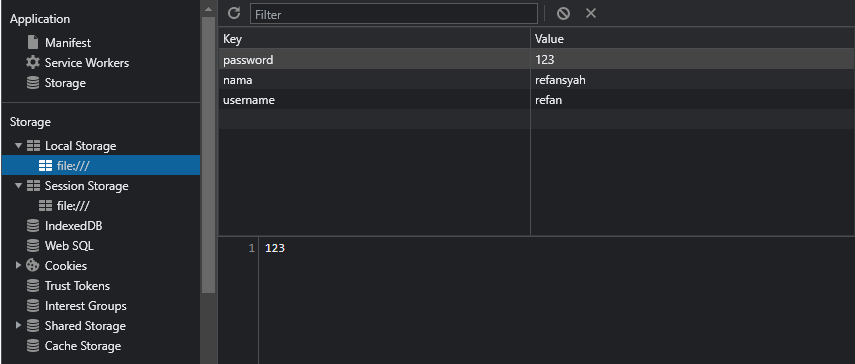 Application
Manifest
Service Workers
Storage
Storage
Local Storage
file:///
Session Storage
file:///
IndexedDB
Web SQL
Cookies
Trust Tokens
Interest Groups
Shared Storage
Cache Storage
Filter
Key Value
password 123
nama refansyah
username refan
1 123